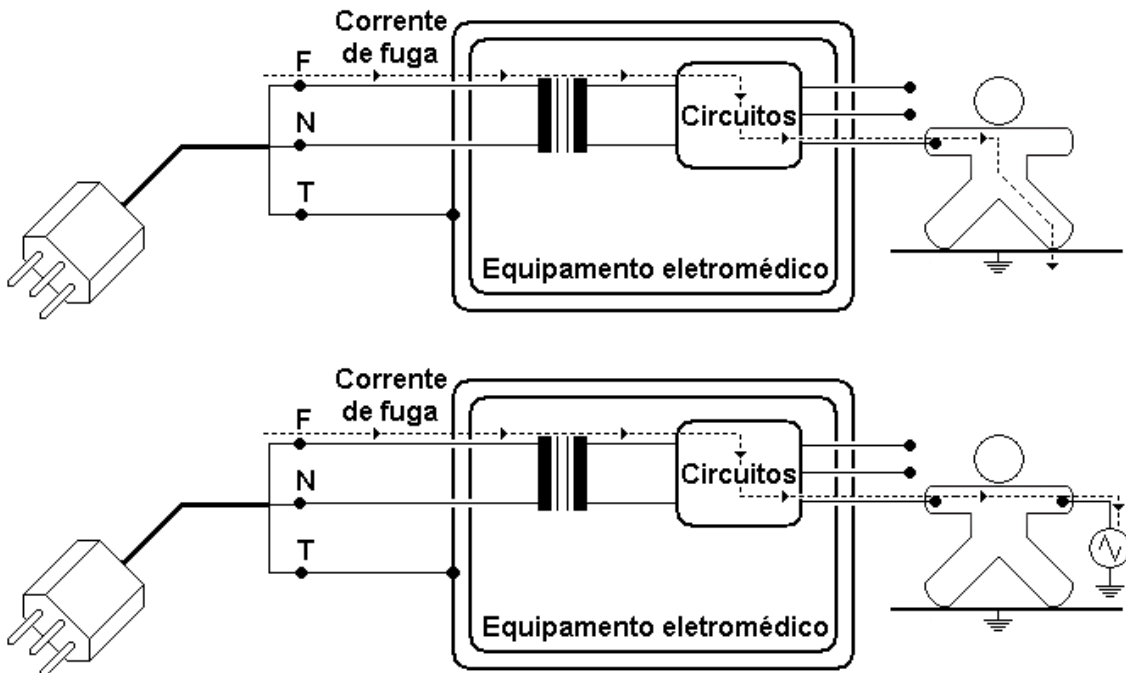 Corrente
de fuga
F
N
T
Circuitos
Equipamento eletromédico
Corrente
de fuga
F
N
T
Circuitos
Equipamento eletromédico